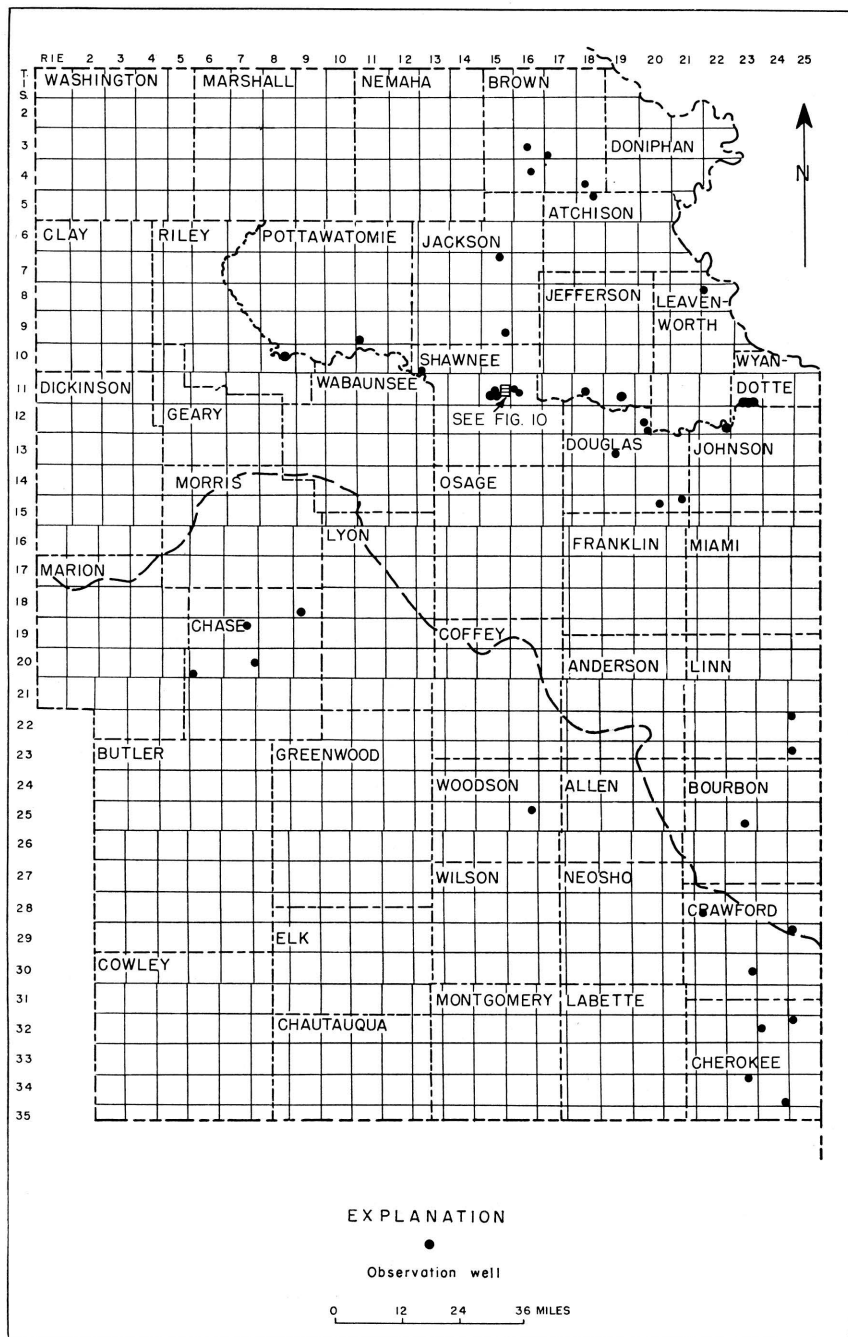 R I E 2 3 4 5 6 7 8 9 10 11 12 13 14 15 16 17 18 19 20 21 22 23 24 25
T.
1
S.
WASHINGTON MARSHALL NEMAHA BROWN
2
3
DONIPHAN
4
5
ATCHISON
6
CLAY RILEY POTTAWATOMIE JACKSON
7
8
JEFFERSON LEAVEN-
WORTH
9
10
SHAWNEE WYAN-
DICKINSON WABAUNSEE DOTTE
11
GEARY
SEE FIG. 10
12
DOUGLAS JOHNSON
13
14
MORRIS OSAGE
15
LYON
16
FRANKLIN MIAMI
17
MARION
18
CHASE
19
COFFEY
20
ANDERSON LINN
21
22
23
BUTLER GREENWOOD
24
WOODSON ALLEN BOURBON
25
26
27
WILSON NEOSHO
28
CRAWFORD
29
ELK
30
COWLEY
31
MONTGOMERY LABETTE
32
CHAUTAUQUA
33
CHEROKEE
34
35
N
EXPLANATION
Observation well
0 12 24 36 MILES